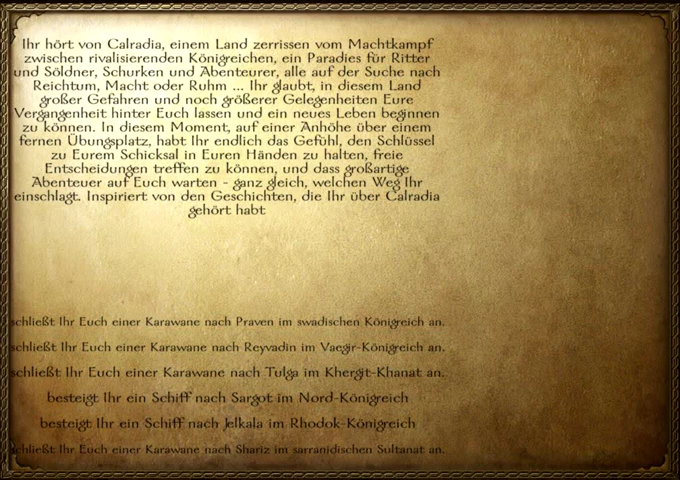 Ihr hört von Calradia, einem Land zerrissen vom Machtkampf
zwischen rivalisierenden Königreichen, ein Paradies für Ritter
und Söldner, Schurken und Abenteurer, alle auf der Suche nach
Reichtum, Macht oder Ruhm ... Ihr glaubt, in diesem Land
großer Gefahren und noch größerer Gelegenheiten Eure
Vergangenheit hinter Euch lassen und ein neues Leben beginnen
zu können. In diesem Moment, auf einer Anhöhe über einem
fernen Übungsplatz, habt Ihr endlich das Gefühl, den Schlüssel
zu Eurem Schicksal in Euren Händen zu halten, freie
Entscheidungen treffen zu können, und dass großartige
Abenteuer auf Euch warten - ganz gleich, welchen Weg Ihr
einschlagt. Inspiriert von den Geschichten, die Ihr über Calradia
gehört habt
schließt Ihr Euch einer Karawane nach Praven im swadischen Königreich an.
schließt Ihr Euch einer Karawane nach Reyvadin im Vaegir-Königreich an.
schließt Ihr Euch einer Karawane nach Tulga im Khergit-Khanat an.
besteigt Ihr ein Schiff nach Sargot im Nord-Königreich
besteigt Ihr ein Schiff nach Jelkala im Rhodok-Königreich
schließt Ihr Euch einer Karawane nach Shariz im sarranidischen Sultanat an.